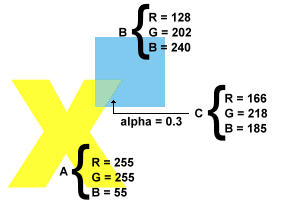 B
R = 128
G = 202
B = 240
C
R = 166
G = 218
B = 185
alpha = 0.3
A
R = 255
G = 255
B = 55